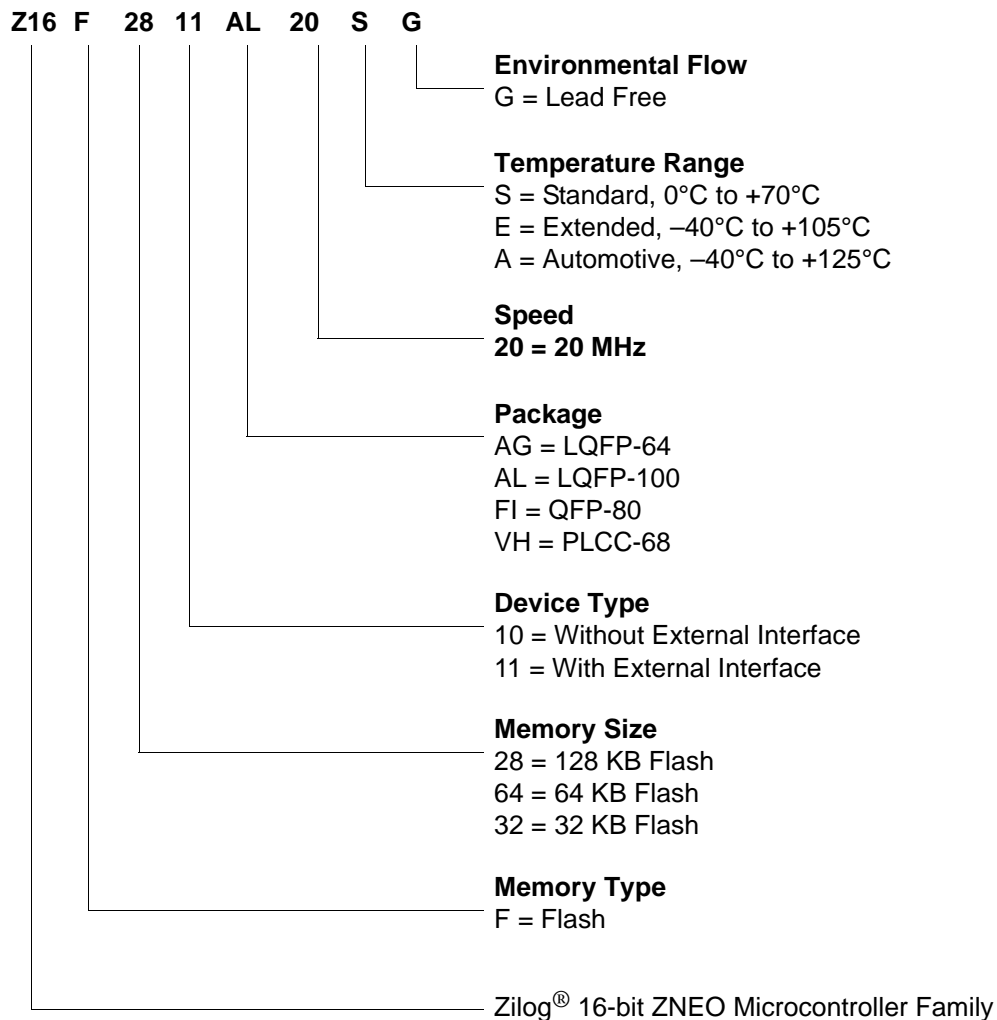 Z16 F 28 11 AL 20 S G
Environmental Flow
G = Lead Free
Temperature Range
S = Standard, 0°C to +70°C
E = Extended, –40°C to +105°C
A = Automotive, –40°C to +125°C
Speed
20 = 20 MHz
Package
AG = LQFP-64
AL = LQFP-100
FI = QFP-80
VH = PLCC-68
Device Type
10 = Without External Interface
11 = With External Interface
Memory Size
28 = 128 KB Flash
64 = 64 KB Flash
32 = 32 KB Flash
Memory Type
F = Flash
Zilog® 16-bit ZNEO Microcontroller Family